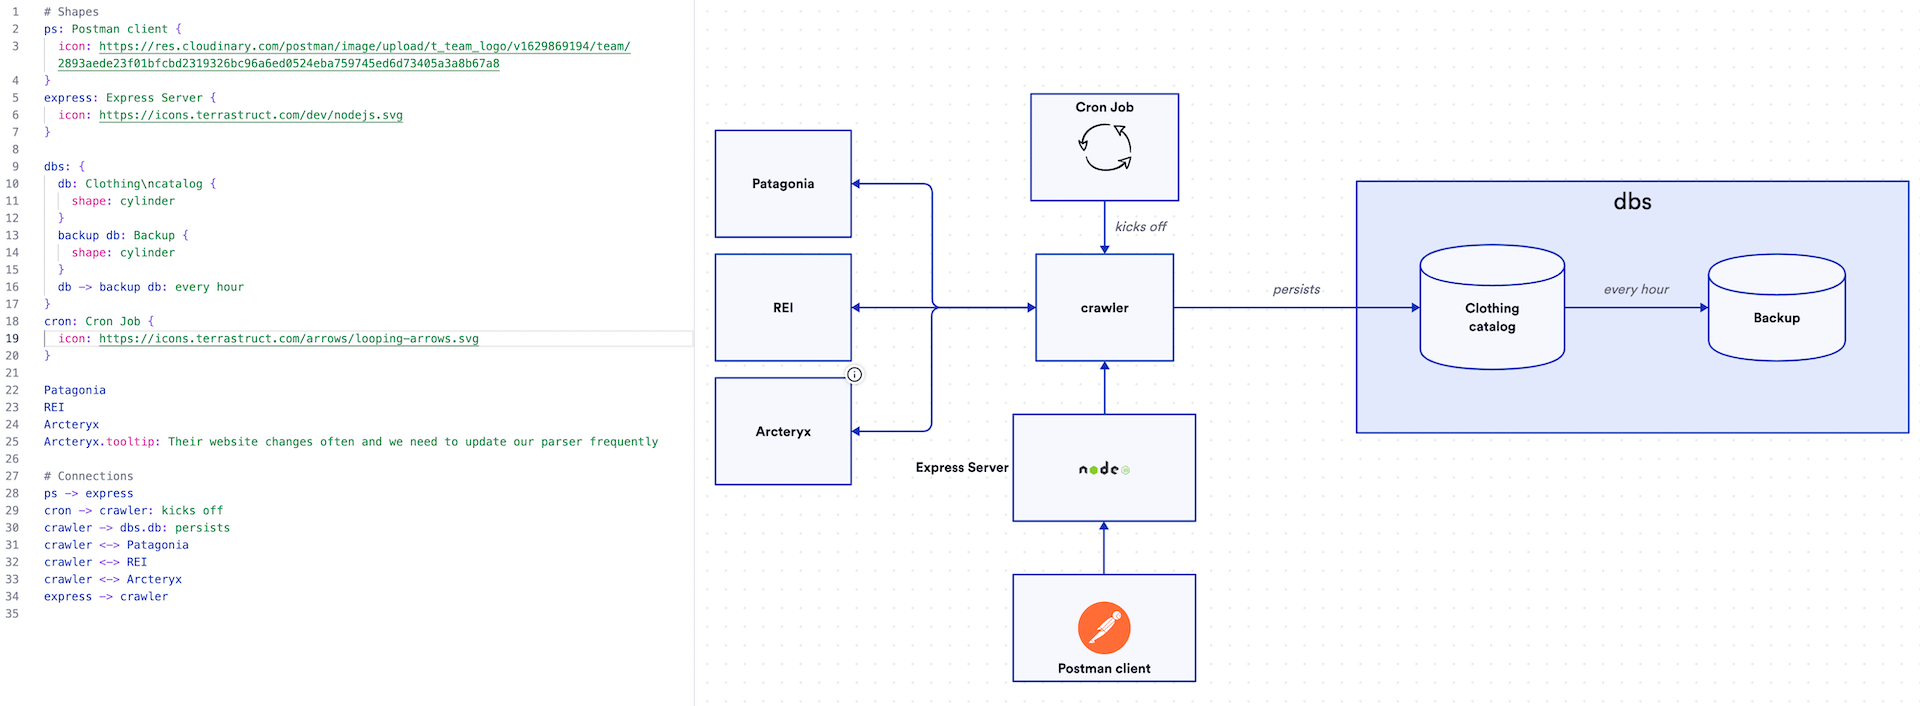 1 # Shapes
2 ps: Postman client {
3 icon: https://res.cloudinary.com/postman/image/upload/t_team_logo/v1629869194/team/
2893aede23f01bfcbd2319326bc96a6ed0524eba759745ed6d73405a3a8b67a8
4 }
5 express: Express Server {
6 icon: https://icons.terrastruct.com/dev/nodejs.svg
7 }
8
9 dbs: {
10 db: Clothing\ncatalog {
11 shape: cylinder
12 }
13 backup db: Backup {
14 shape: cylinder
15 }
16 db -> backup db: every hour
17 }
18 cron: Cron Job {
19 icon: https://icons.terrastruct.com/arrows/looping-arrows.svg
20 }
21
22 Patagonia
23 REI
24 Arcteryx
25 Arcteryx.tooltip: Their website changes often and we need to update our parser frequently
26
27 # Connections
28 ps -> express
29 cron -> crawler: kicks off
30 crawler -> dbs.db: persists
31 crawler <-> Patagonia
32 crawler <-> REI
33 crawler <-> Arcteryx
34 express -> crawler
35
Cron Job
Patagonia
kicks off
dbs
REI
crawler
persists
Clothing
catalog
every hour
Backup
Arcteryx
Express Server
node
Postman client